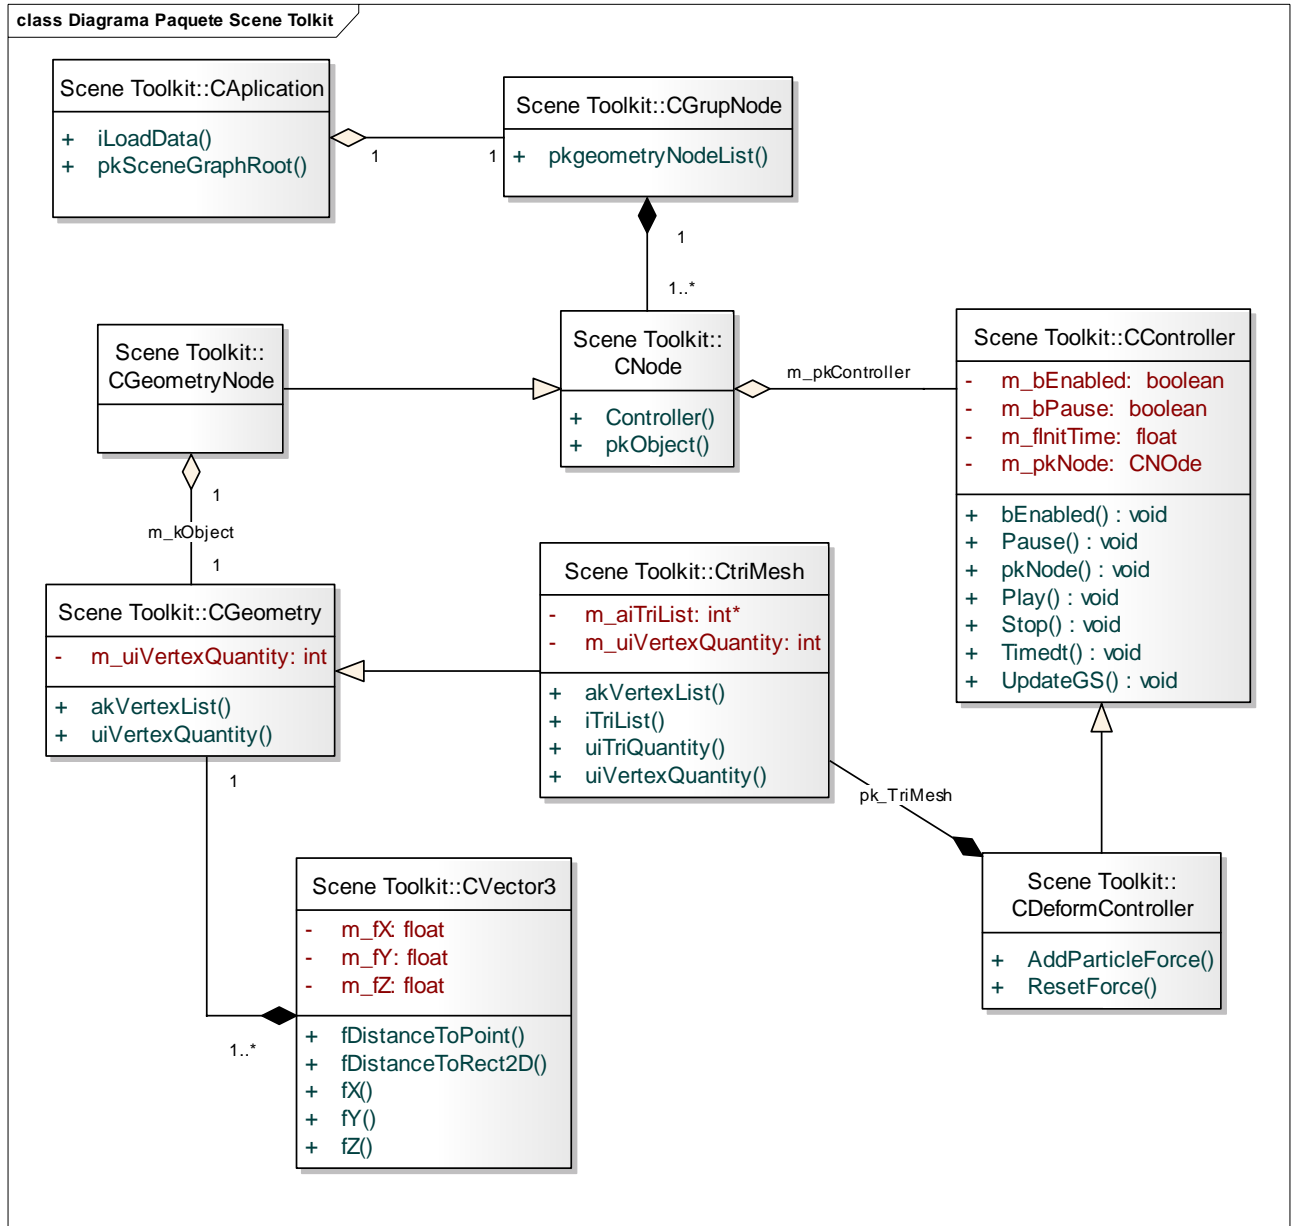 class Diagrama Paquete Scene Tolkit
Scene Toolkit::CAplication
+ iLoadData()
+ pkSceneGraphRoot()
1
1
Scene Toolkit::CGrupNode
+ pkgeometryNodeList()
1
1..*
Scene Toolkit::
CGeometryNode
Scene Toolkit::
CNode
+ Controller()
+ pkObject()
m_pkController
Scene Toolkit::CController
- m_bEnabled: boolean
- m_bPause: boolean
- m_fInitTime: float
- m_pkNode: CNOde
+ bEnabled() : void
+ Pause() : void
+ pkNode() : void
+ Play() : void
+ Stop() : void
+ Timedt() : void
+ UpdateGS() : void
1
m_kObject
1
Scene Toolkit::CGeometry
- m_uiVertexQuantity: int
+ akVertexList()
+ uiVertexQuantity()
Scene Toolkit::CtriMesh
- m_aiTriList: int*
- m_uiVertexQuantity: int
+ akVertexList()
+ iTriList()
+ uiTriQuantity()
+ uiVertexQuantity()
1
pk_TriMesh
1..*
Scene Toolkit::CVector3
- m_fX: float
- m_fY: float
- m_fZ: float
+ fDistanceToPoint()
+ fDistanceToRect2D()
+ fX()
+ fY()
+ fZ()
Scene Toolkit::
CDeformController
+ AddParticleForce()
+ ResetForce()